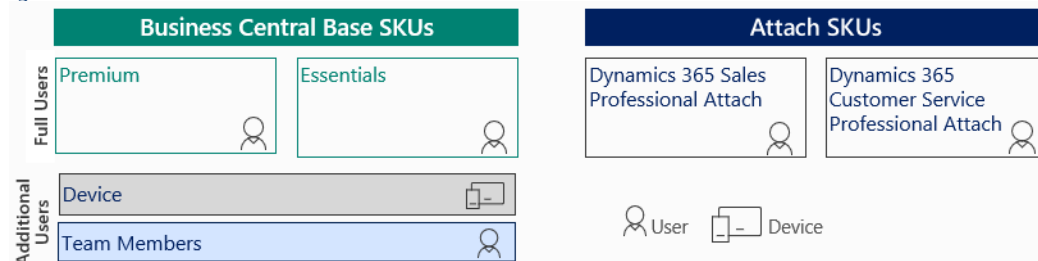 Business Central Base SKUs
Attach SKUs
Full Users
Premium
Essentials
Dynamics 365 Sales
Professional Attach
Dynamics 365
Customer Service
Professional Attach
Additional
Users
Device
Team Members
User
Device